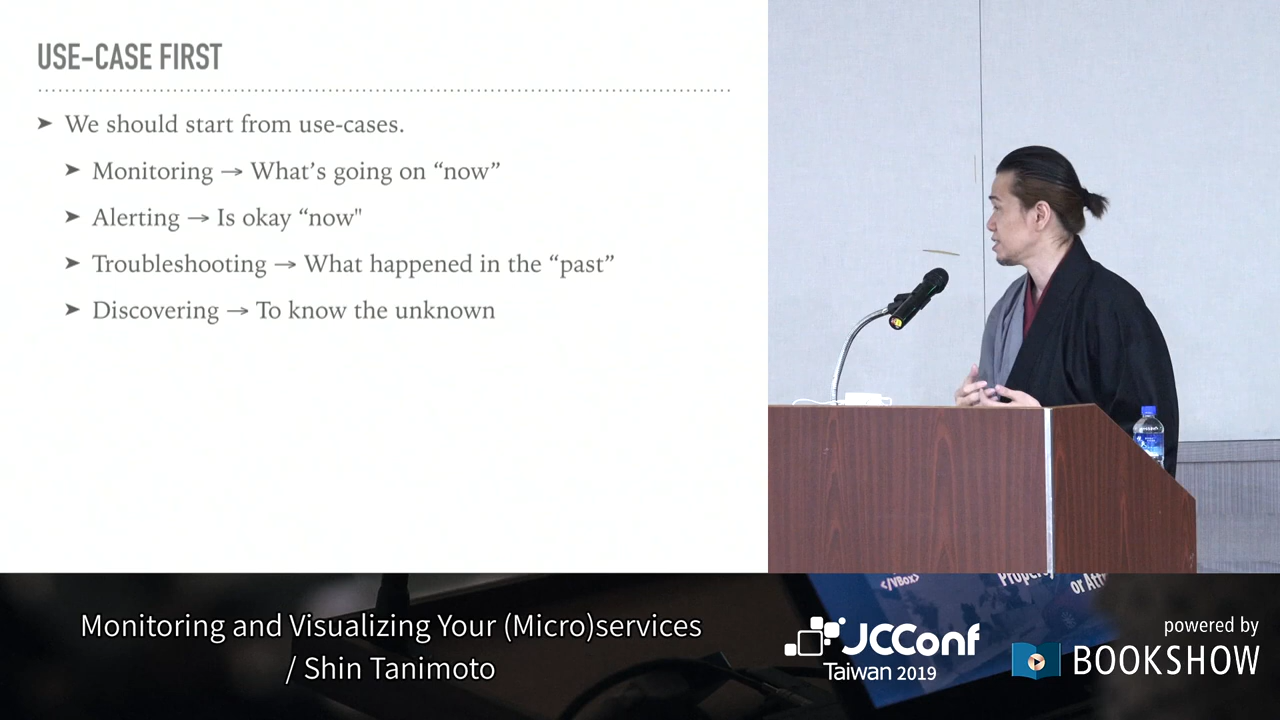 USE-CASE FIRST
➤ We should start from use-cases.
➤ Monitoring → What’s going on “now”
➤ Alerting → Is okay “now"
➤ Troubleshooting → What happened in the “past”
➤ Discovering → To know the unknown
</VBox>
or
Monitoring and Visualizing Your (Micro)services
/ Shin Tanimoto
JCConf
Taiwan 2019
powered by
BOOKSHOW